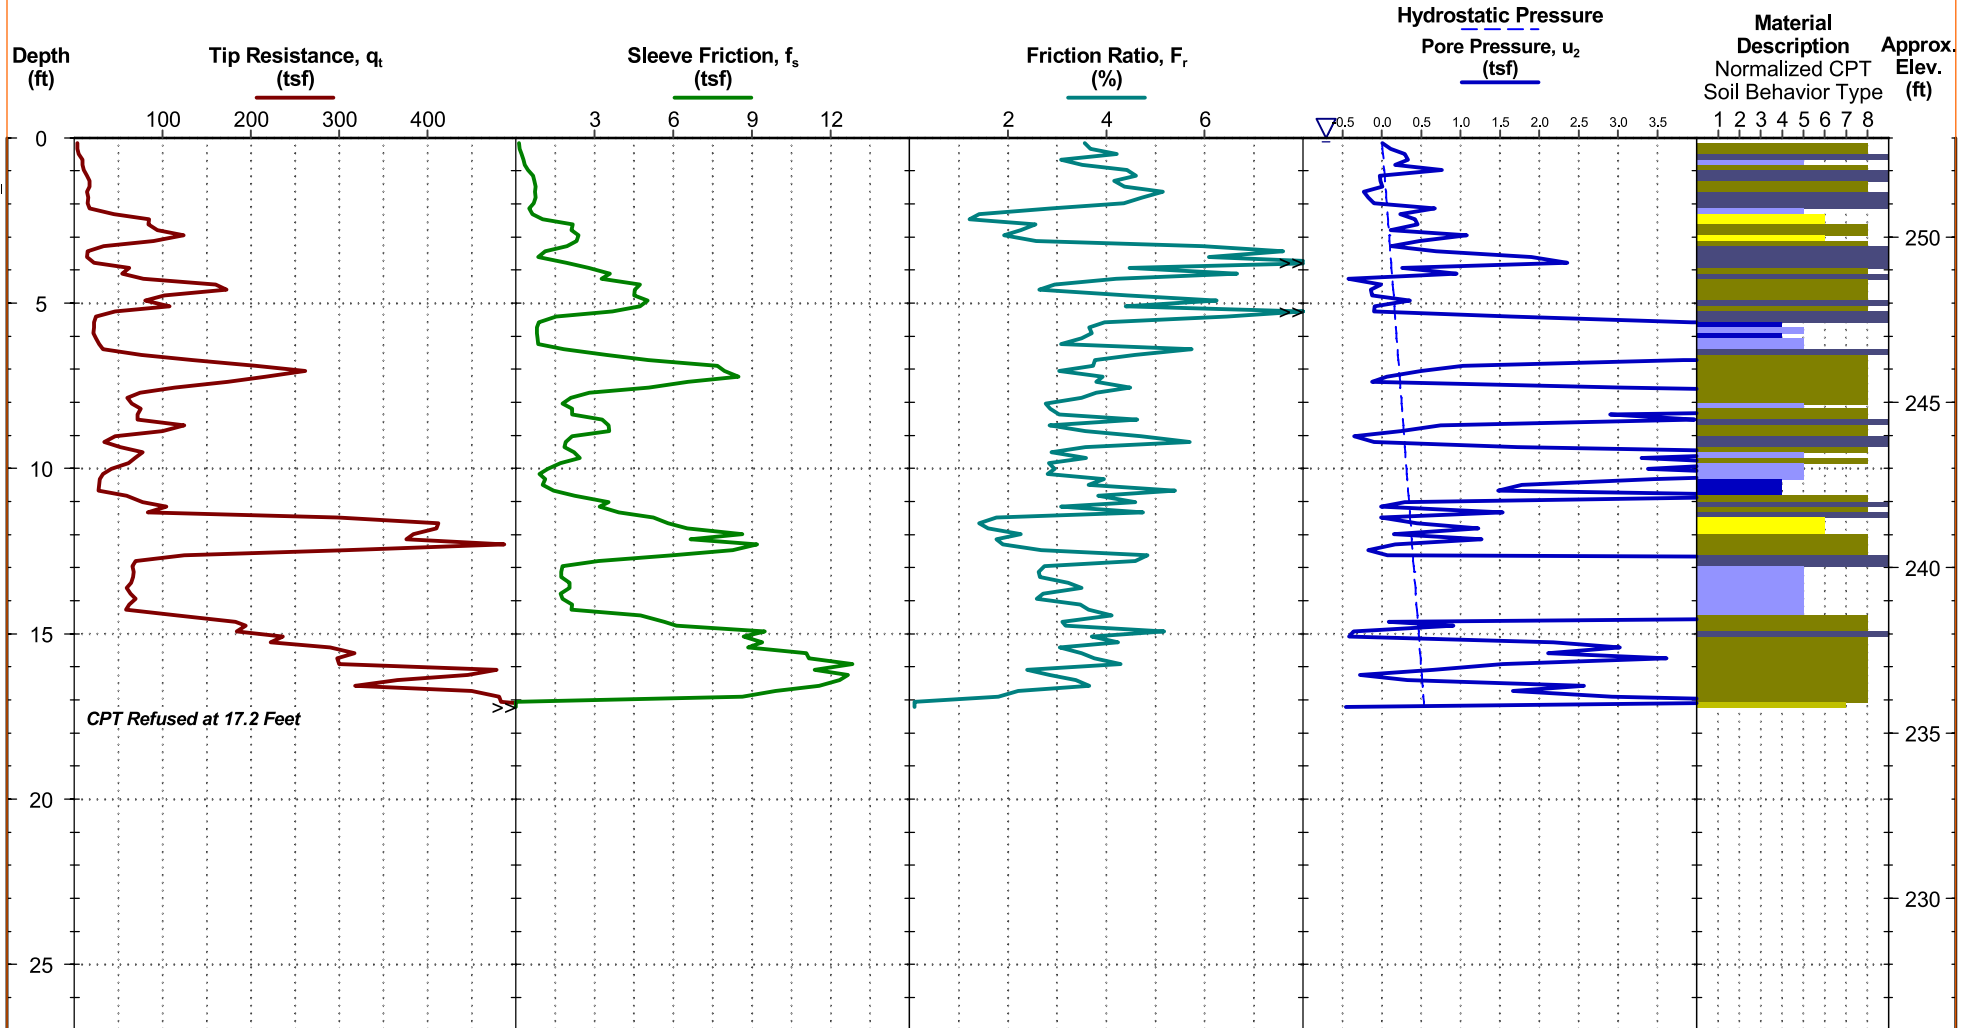 Depth
(ft)
Tip Resistance, qt
(tsf)
Sleeve Friction, fs
(tsf)
Friction Ratio, Fr
(%)
Hydrostatic Pressure
Pore Pressure, u2
(tsf)
Material
Description
Normalized CPT
Soil Behavior Type
Approx.
Elev.
(ft)
100 200 300 400
3 6 9 12
2 4 6
-0.5 0.0 0.5 1.0 1.5 2.0 2.5 3.0 3.5
1 2 3 4 5 6 7 8
0
5
10
15
20
25
>>
>>
>>
CPT Refused at 17.2 Feet
250
245
240
235
230